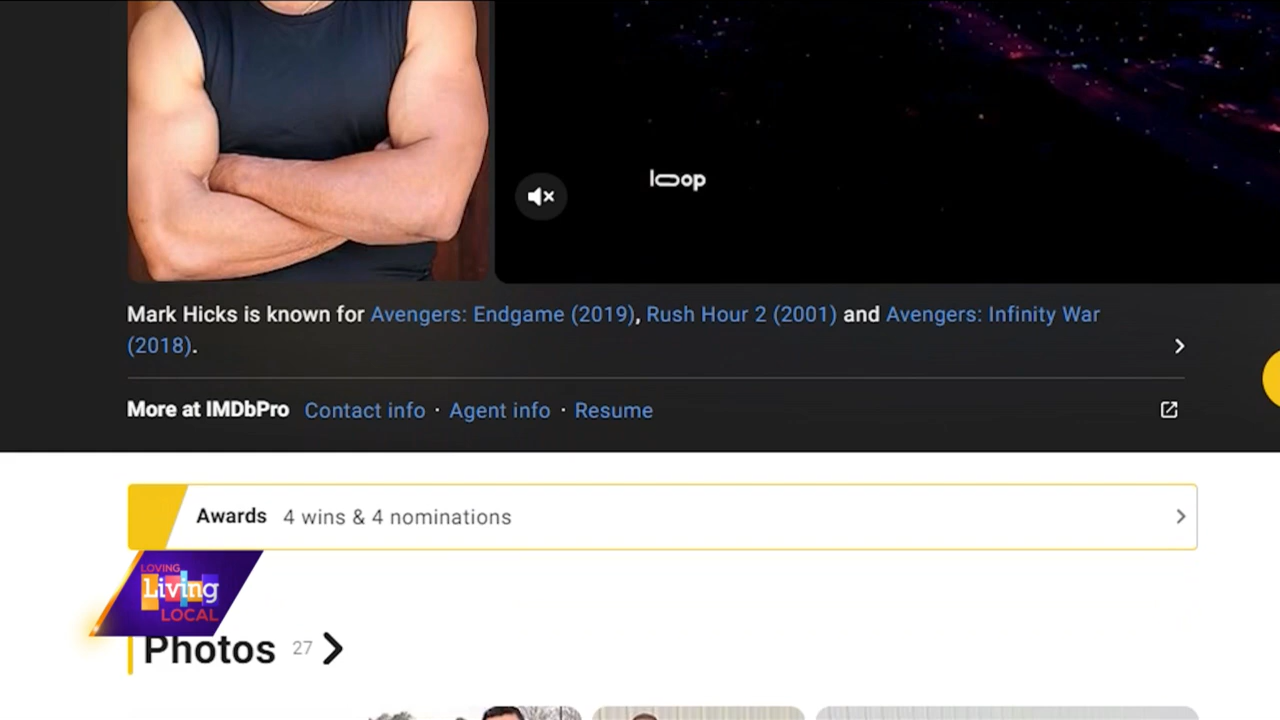 loop
Mark Hicks is known for Avengers: Endgame (2019), Rush Hour 2 (2001) and Avengers: Infinity War
(2018).
More at IMDbPro Contact info · Agent info · Resume
Awards 4 wins & 4 nominations
LOVING
Living
LOCAL
Photos 27